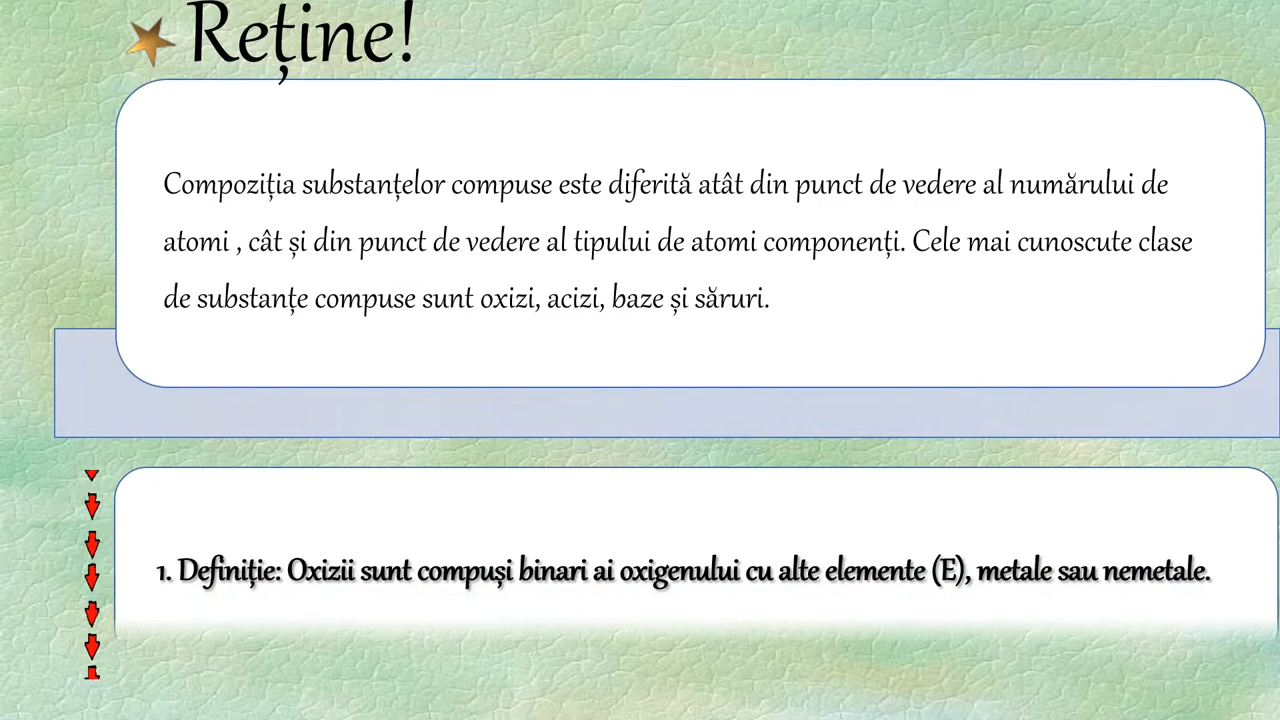 Reține!
Compoziția substanțelor compuse este diferită atât din punct de vedere al numărului de
atomi , cât și din punct de vedere al tipului de atomi componenți. Cele mai cunoscute clase
de substanțe compuse sunt oxizi, acizi, baze și săruri.
1. Definiție: Oxizii sunt compuși binari ai oxigenului cu alte elemente (E), metale sau nemetale.